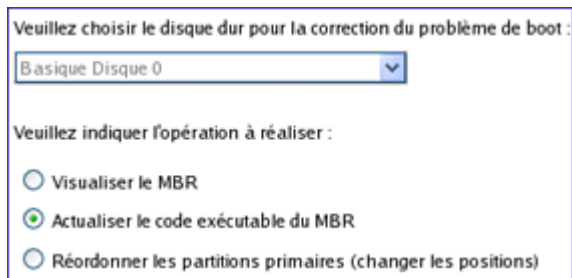 Veuillez choisir le disque dur pour la correction du problème de boot :
Basique Disque 0
Veuillez indiquer l'opération à réaliser :
Visualiser le MBR
Actualiser le code exécutable du MBR
Réordonner les partitions primaires (changer les positions)